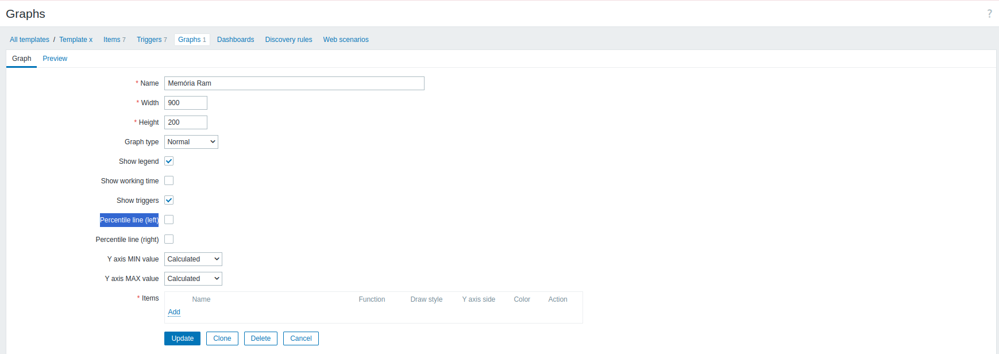 Graphs ?
All templates / Template x Items 7 Triggers 7 Graphs 1 Dashboards Discovery rules Web scenarios
Graph Preview
* Name Memória Ram
* Width 900
* Height 200
Graph type Normal
Show legend
Show working time
Show triggers
Percentile line (left)
Percentile line (right)
Y axis MIN value Calculated
Y axis MAX value Calculated
* Items Name Function Draw style Y axis side Color Action
Add
Update Clone Delete Cancel